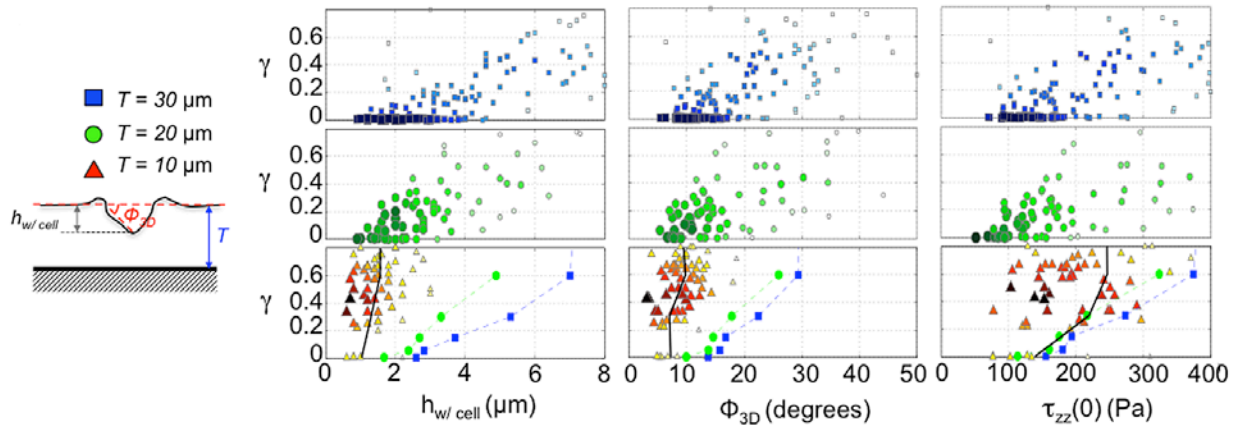 T = 30 µm
T = 20 µm
T = 10 µm
h_w/ cell
Φ_3D
T
γ
0.6
0.4
0.2
0
γ
0.6
0.4
0.2
0
γ
0.6
0.4
0.2
0
0 2 4 6 8
h_w/ cell (µm)
0 10 20 30 40 50
Φ_3D (degrees)
0 100 200 300 400
τ_zz(0) (Pa)